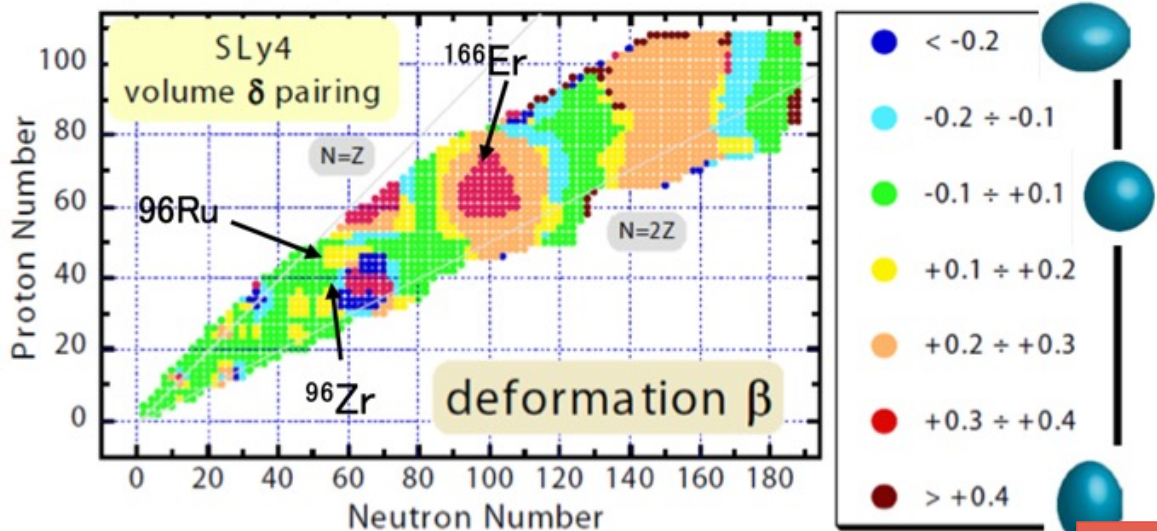 SLy4
volume δ pairing
¹⁶⁶Er
N=Z
96Ru
N=2Z
⁹⁶Zr
deformation β
Proton Number
100
80
60
40
20
0
0 20 40 60 80 100 120 140 160 180
Neutron Number
< -0.2
-0.2 ÷ -0.1
-0.1 ÷ +0.1
+0.1 ÷ +0.2
+0.2 ÷ +0.3
+0.3 ÷ +0.4
> +0.4